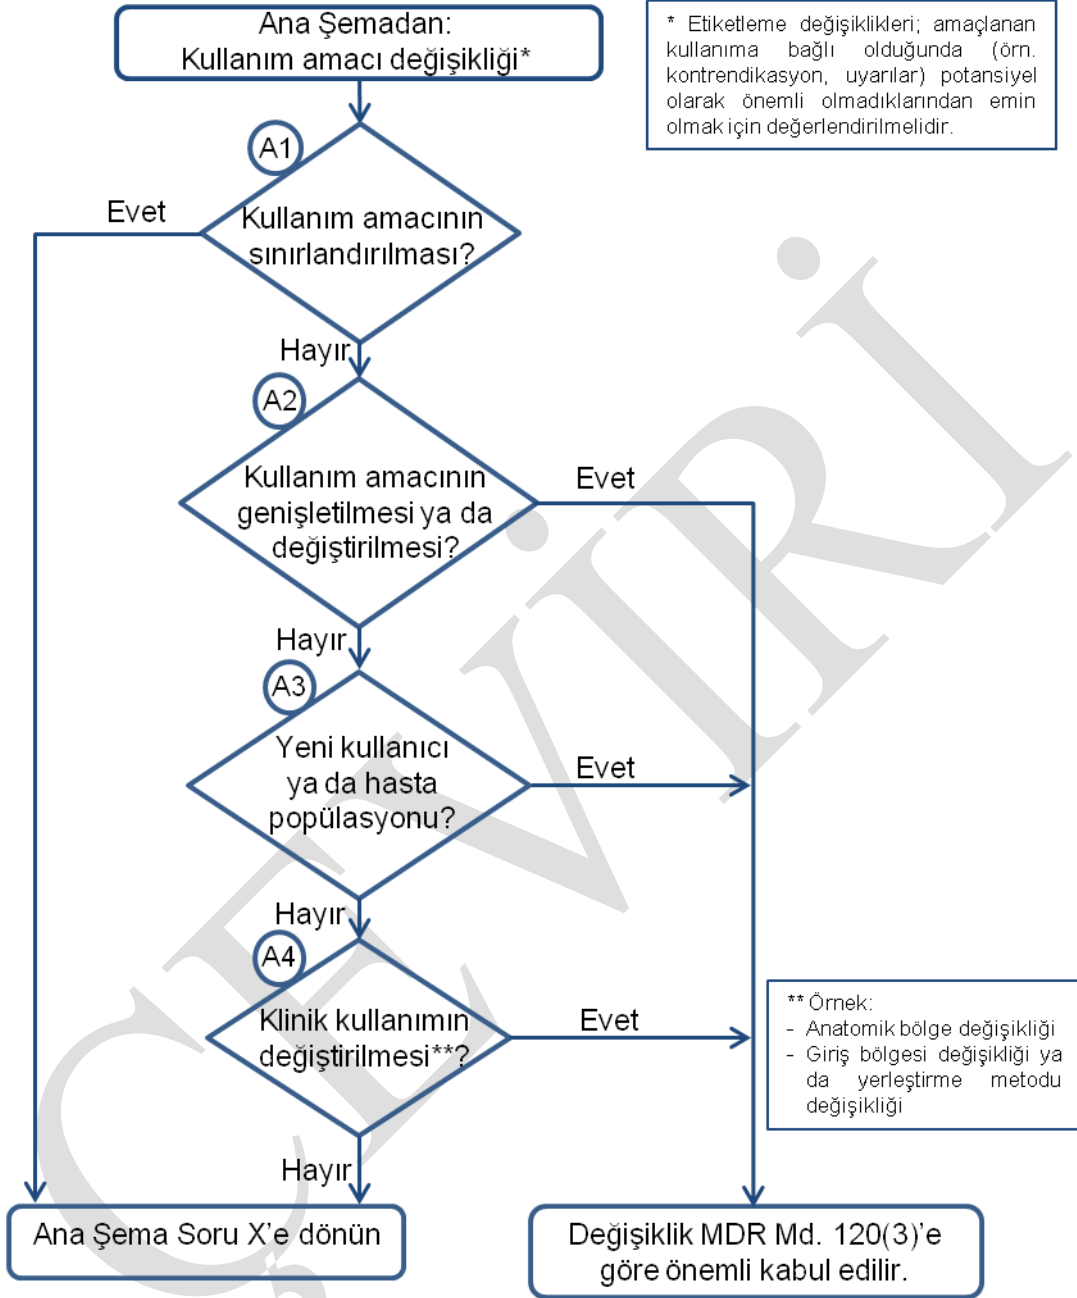 Ana Şemadan:
Kullanım amacı değişikliği*
* Etiketleme değişiklikleri; amaçlanan
kullanıma bağlı olduğunda (örn.
kontrendikasyon, uyarılar) potansiyel
olarak önemli olmadıklarından emin
olmak için değerlendirilmelidir.
A1
Evet
Kullanım amacının
sınırlandırılması?
Hayır
A2
Kullanım amacının
genişletilmesi ya da
değiştirilmesi?
Evet
Hayır
A3
Yeni kullanıcı
ya da hasta
popülasyonu?
Evet
Hayır
A4
Klinik kullanımın
değiştirilmesi**?
Evet
** Örnek:
- Anatomik bölge değişikliği
- Giriş bölgesi değişikliği ya
da yerleştirme metodu
değişikliği
Hayır
Ana Şema Soru X'e dönün
Değişiklik MDR Md. 120(3)'e
göre önemli kabul edilir.
ÇEVİRİ